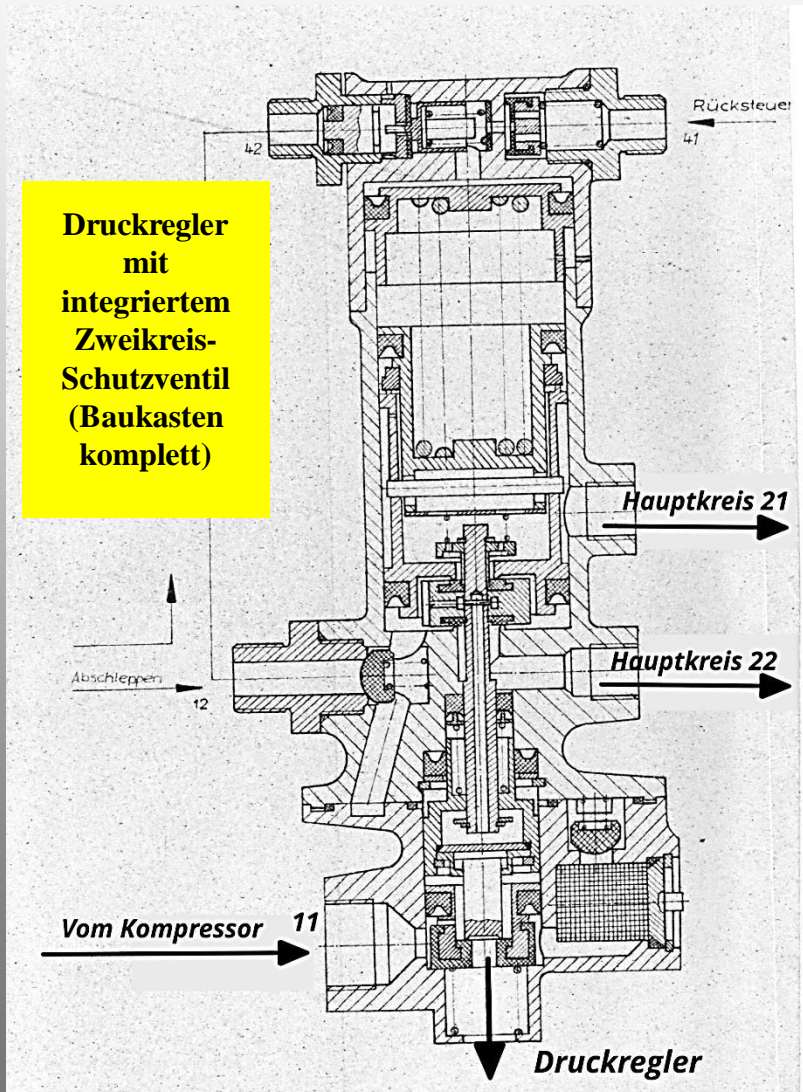 Rücksteuer
42
41
Druckregler
mit
integriertem
Zweikreis-
Schutzventil
(Baukasten
komplett)
Hauptkreis 21
Hauptkreis 22
Abschleppen
12
Vom Kompressor 11
Druckregler